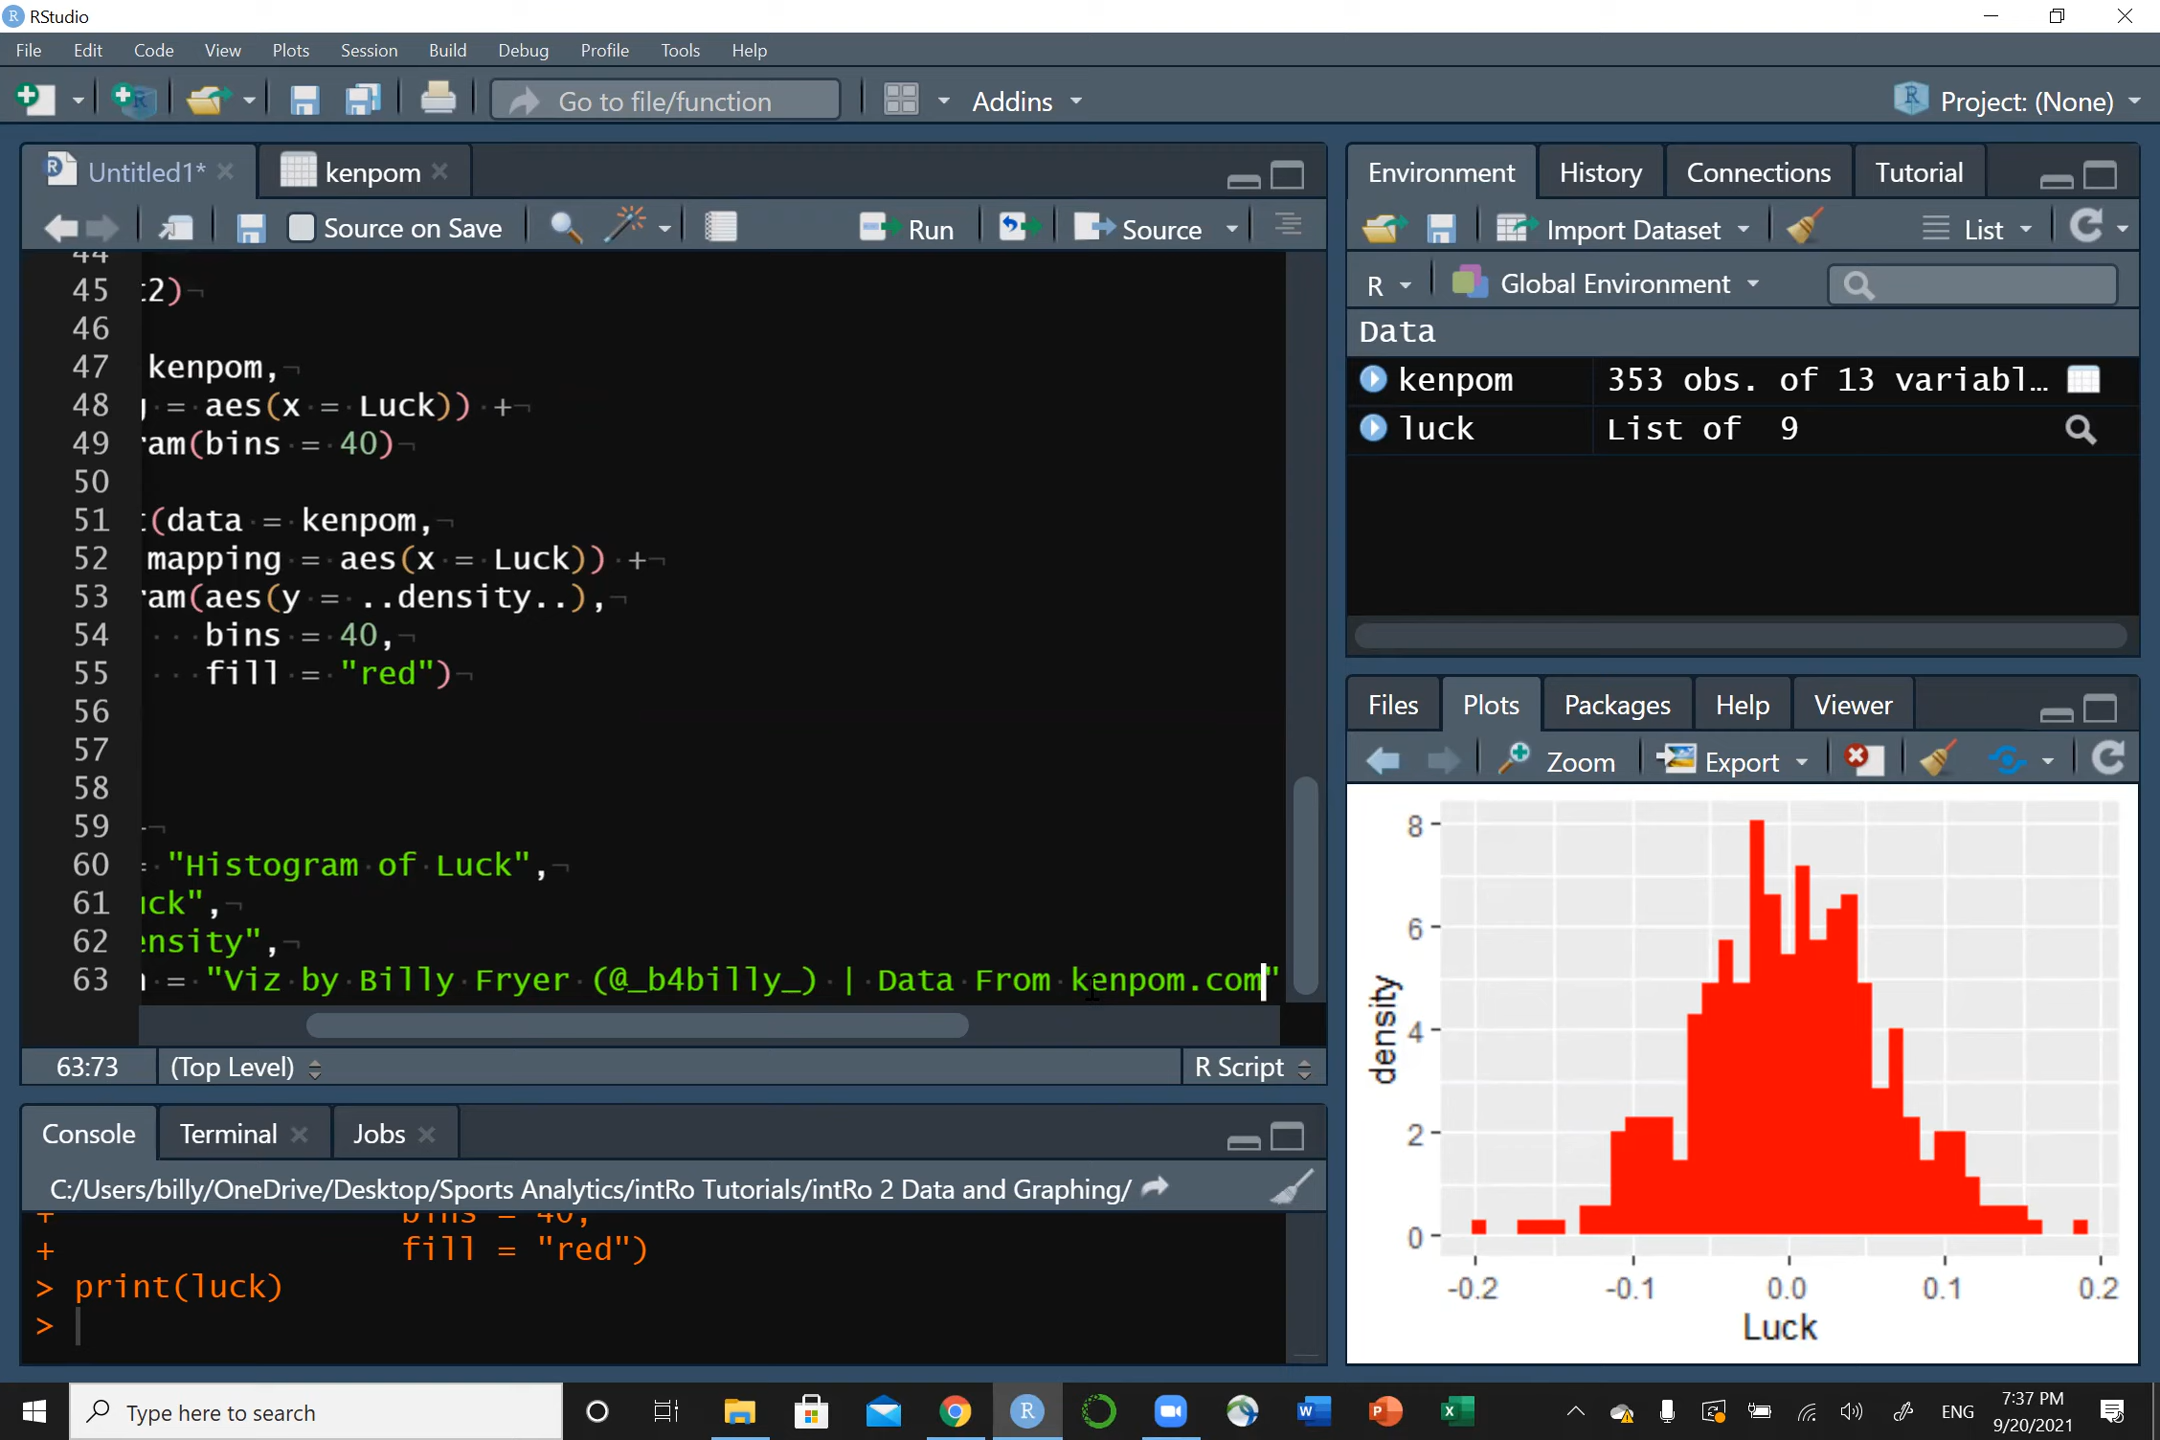 RStudio
File Edit Code View Plots Session Build Debug Profile Tools Help
Go to file/function Addins Project: (None)
Untitled1* kenpom
Source on Save Run Source
44
45 t2)
46
47 kenpom,
48 g = aes(x = Luck)) +
49 ram(bins = 40)
50
51 t(data = kenpom,
52 mapping = aes(x = Luck)) +
53 ram(aes(y = ..density..),
54 bins = 40,
55 fill = "red")
56
57
58
59
60 = "Histogram of Luck",
61 uck",
62 ensity",
63 n = "Viz by Billy Fryer (@_b4billy_) | Data From kenpom.com"
63:73 (Top Level) R Script
Console Terminal Jobs
C:/Users/billy/OneDrive/Desktop/Sports Analytics/intRo Tutorials/intRo 2 Data and Graphing/
+ bins = 40,
+ fill = "red")
> print(luck)
>
Environment History Connections Tutorial
Import Dataset List
R Global Environment
Data
kenpom 353 obs. of 13 variabl…
luck List of 9
Files Plots Packages Help Viewer
Zoom Export
8
6
4
2
0
density
-0.2 -0.1 0.0 0.1 0.2
Luck
Type here to search
ENG
7:37 PM
9/20/2021